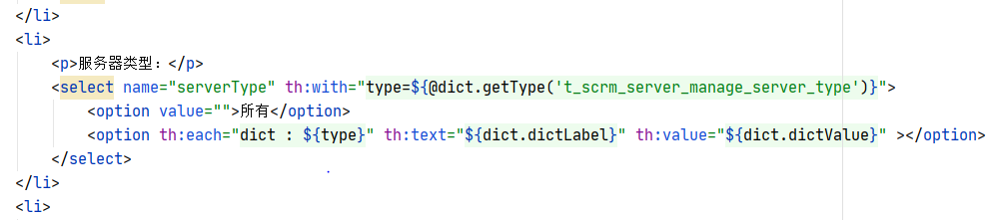 </li>
<li>
<p>服务器类型：</p>
<select name="serverType" th:with="type=${@dict.getType('t_scrm_server_manage_server_type')}">
<option value="">所有</option>
<option th:each="dict : ${type}" th:text="${dict.dictLabel}" th:value="${dict.dictValue}" ></option>
</select>
</li>
<li>